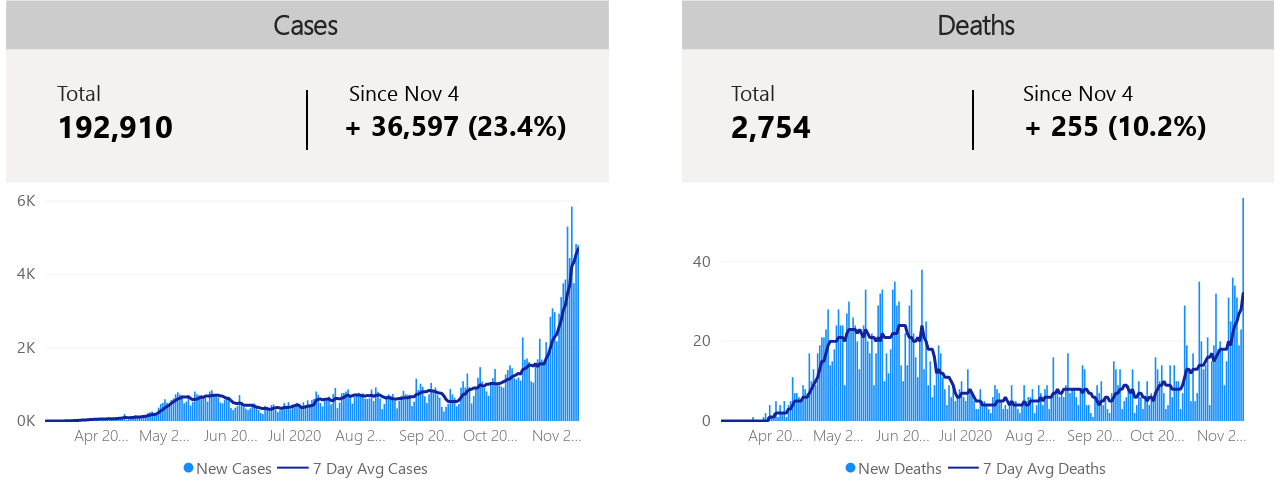 Cases
Total
192,910
Since Nov 4
+ 36,597 (23.4%)
6K
4K
2K
0K
Apr 20... May 2... Jun 20... Jul 2020 Aug 2... Sep 20... Oct 20... Nov 2...
New Cases 7 Day Avg Cases
Deaths
Total
2,754
Since Nov 4
+ 255 (10.2%)
40
20
0
Apr 20... May 2... Jun 20... Jul 2020 Aug 2... Sep 20... Oct 20... Nov 2...
New Deaths 7 Day Avg Deaths